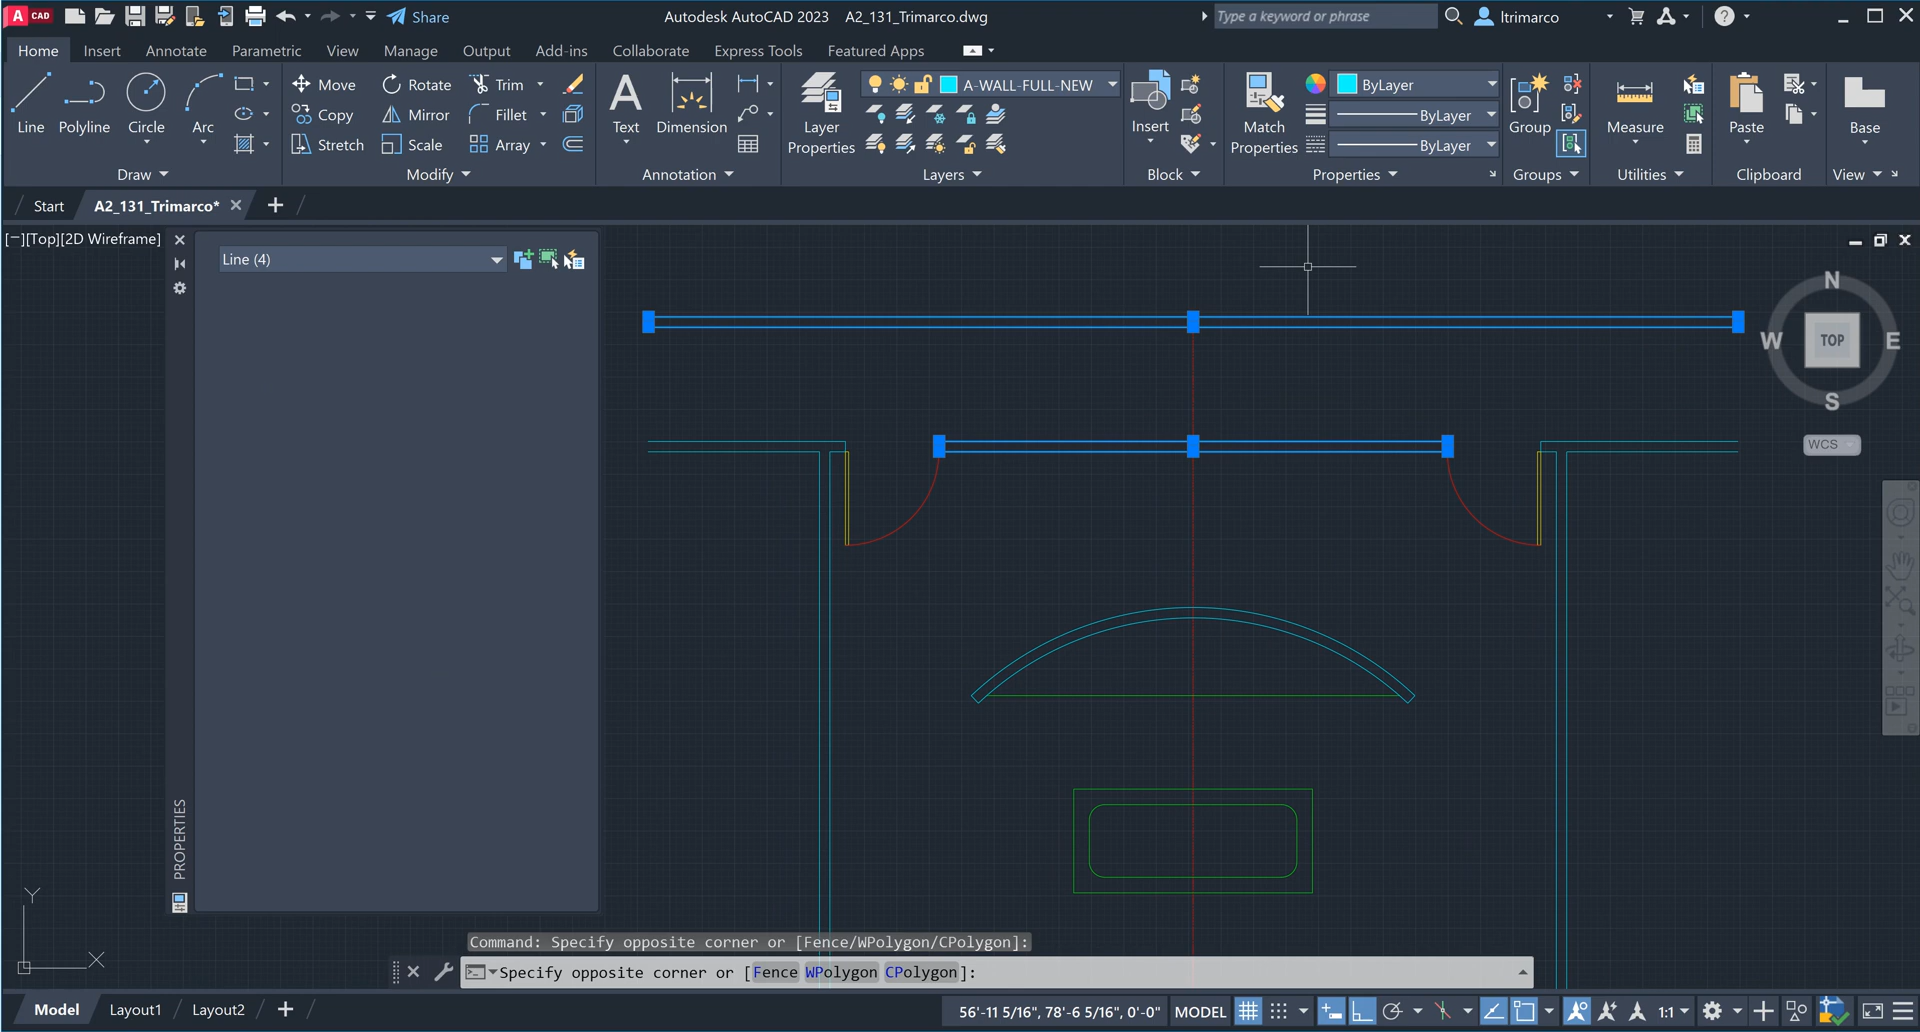 A CAD
Share
Autodesk AutoCAD 2023 A2_131_Trimarco.dwg
Type a keyword or phrase
ltrimarco
?
Home Insert Annotate Parametric View Manage Output Add-ins Collaborate Express Tools Featured Apps
Line
Polyline
Circle
Arc
Draw
Move Rotate Trim
Copy Mirror Fillet
Stretch Scale Array
Modify
A
Text
Dimension
Annotation
Layer
Properties
A-WALL-FULL-NEW
Layers
Insert
Block
Match
Properties
ByLayer
ByLayer
ByLayer
Properties
Group
Groups
Measure
Utilities
Paste
Clipboard
Base
View
Start A2_131_Trimarco*
[−][Top][2D Wireframe]
Line (4)
PROPERTIES
N
W TOP E
S
WCS
Y
X
Command: Specify opposite corner or [Fence/WPolygon/CPolygon]:
Specify opposite corner or [Fence WPolygon CPolygon]:
Model Layout1 Layout2
56'-11 5/16", 78'-6 5/16", 0'-0" MODEL 1:1